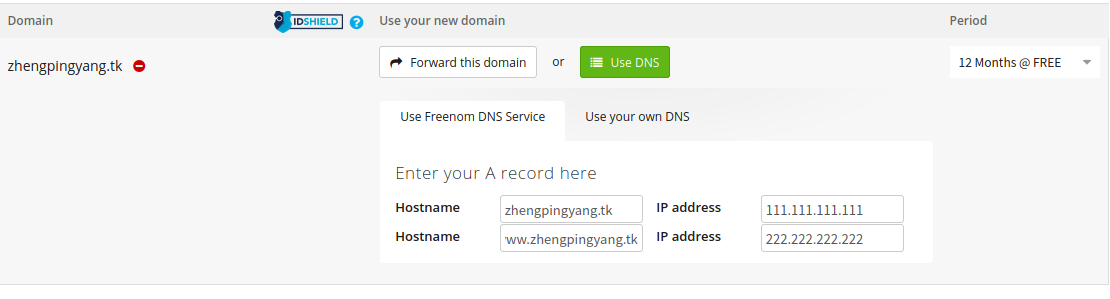 Domain IDSHIELD ? Use your new domain Period
zhengpingyang.tk Forward this domain or Use DNS 12 Months @ FREE
Use Freenom DNS Service Use your own DNS
Enter your A record here
Hostname zhengpingyang.tk IP address 111.111.111.111
Hostname ww.zhengpingyang.tk IP address 222.222.222.222